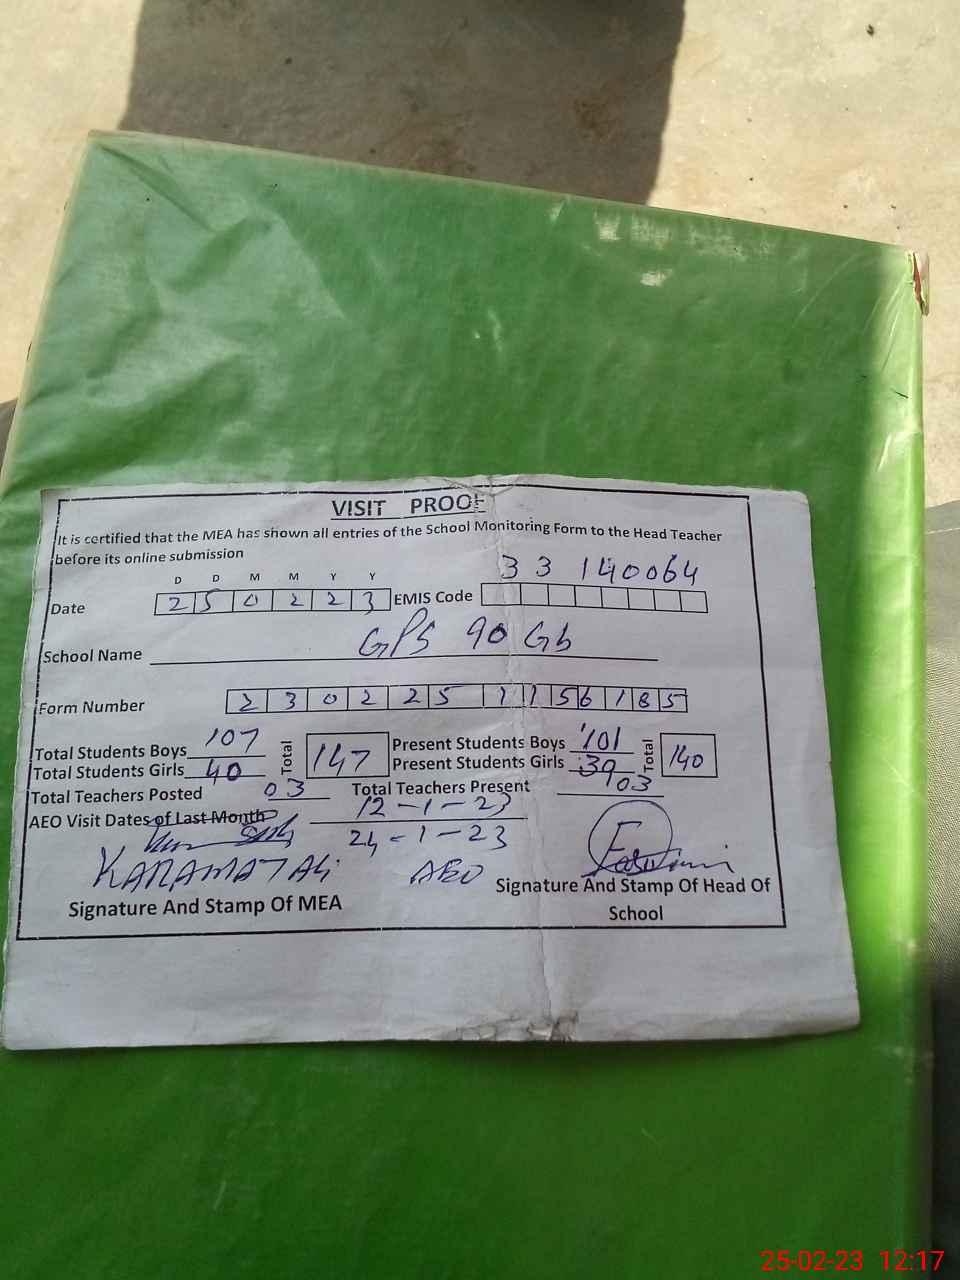 VISIT PROOF
It is certified that the MEA has shown all entries of the School Monitoring Form to the Head Teacher
before its online submission
D D M M Y Y
Date 2 5 0 2 2 3 EMIS Code 33140064
School Name GPS 90 Gb
Form Number 2 3 0 2 2 5 1 1 5 6 1 8 5
Total Students Boys 107 Total 147 Present Students Boys 101 Total 140
Total Students Girls 40 Present Students Girls 39
Total Teachers Posted 03 Total Teachers Present 03
AEO Visit Dates of Last Month 12-1-23
24-1-23
KARAMAT Ali AEO
Signature And Stamp Of MEA Signature And Stamp Of Head Of
School
25-02-23 12:17